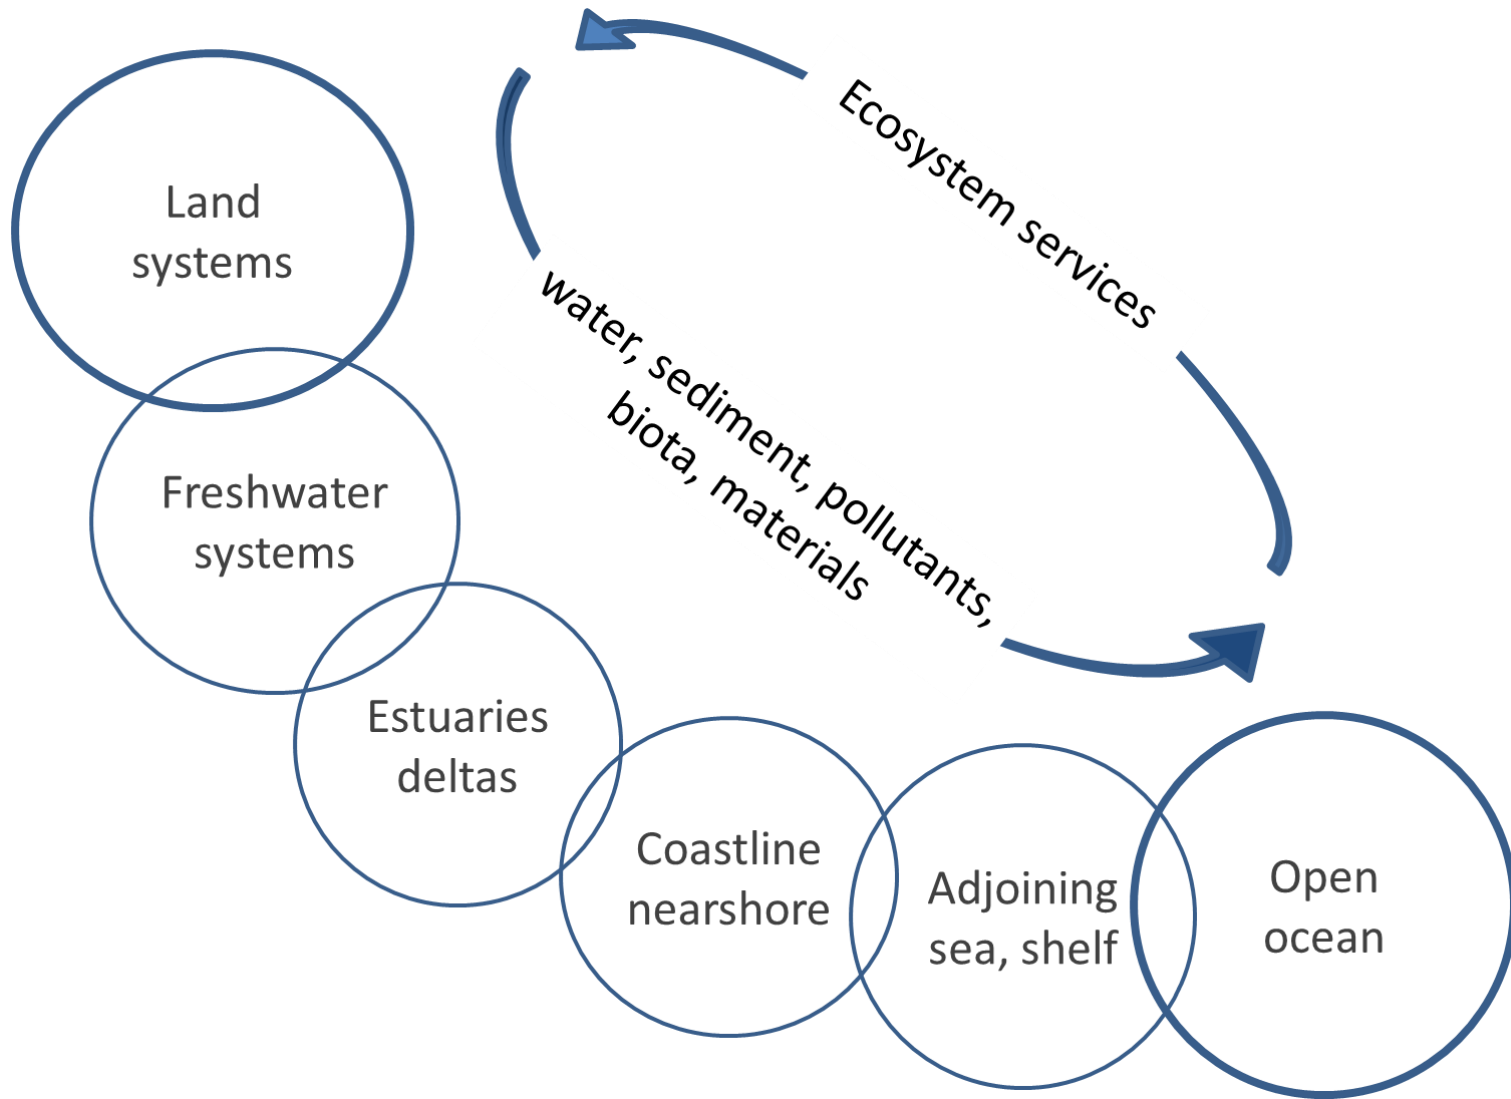 Ecosystem services
water, sediment, pollutants,
biota, materials
Land
systems
Freshwater
systems
Estuaries
deltas
Coastline
nearshore
Adjoining
sea, shelf
Open
ocean